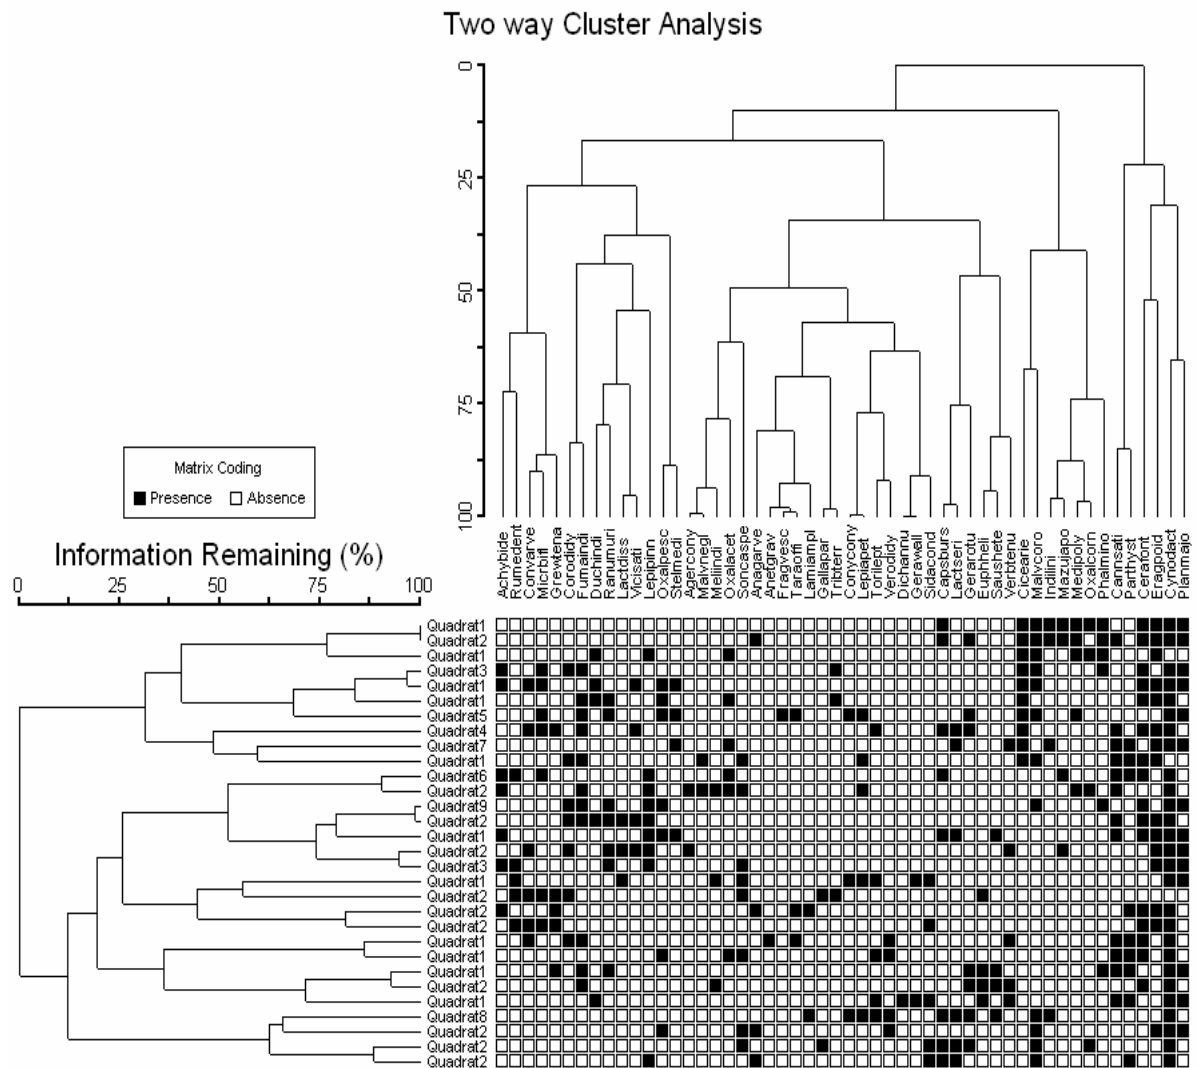 Two way Cluster Analysis
0
25
50
75
100
Matrix Coding
Presence Absence
Information Remaining (%)
0 25 50 75 100
Achybide
Rumedent
Convarve
Micrbifl
Grewtena
Corodidy
Fumaindi
Duchindi
Ranumuri
Lactdiss
Vicisati
Lepipinn
Oxalpesc
Stelmedi
Agercony
Malvnegl
Meliindi
Oxalacet
Soncaspe
Anagarve
Anetgrav
Fragvesc
Taraoffi
Lamiampl
Gallapar
Tribterr
Conycony
Lepiapet
Torilept
Verodidy
Dichannu
Gerawall
Sidacond
Capsburs
Lactseri
Gerarotu
Euphheli
Saushete
Verbtenu
Cicearie
Malvcoro
Indilini
Mazujapo
Medipoly
Oxalcorn
Phalmino
Cannsati
Parthyst
Cerafont
Eragpoid
Cynodact
Planmajo
Quadrat1
Quadrat2
Quadrat1
Quadrat3
Quadrat1
Quadrat1
Quadrat5
Quadrat4
Quadrat7
Quadrat1
Quadrat6
Quadrat2
Quadrat9
Quadrat2
Quadrat1
Quadrat2
Quadrat3
Quadrat1
Quadrat2
Quadrat2
Quadrat2
Quadrat1
Quadrat1
Quadrat1
Quadrat2
Quadrat1
Quadrat8
Quadrat2
Quadrat2
Quadrat2